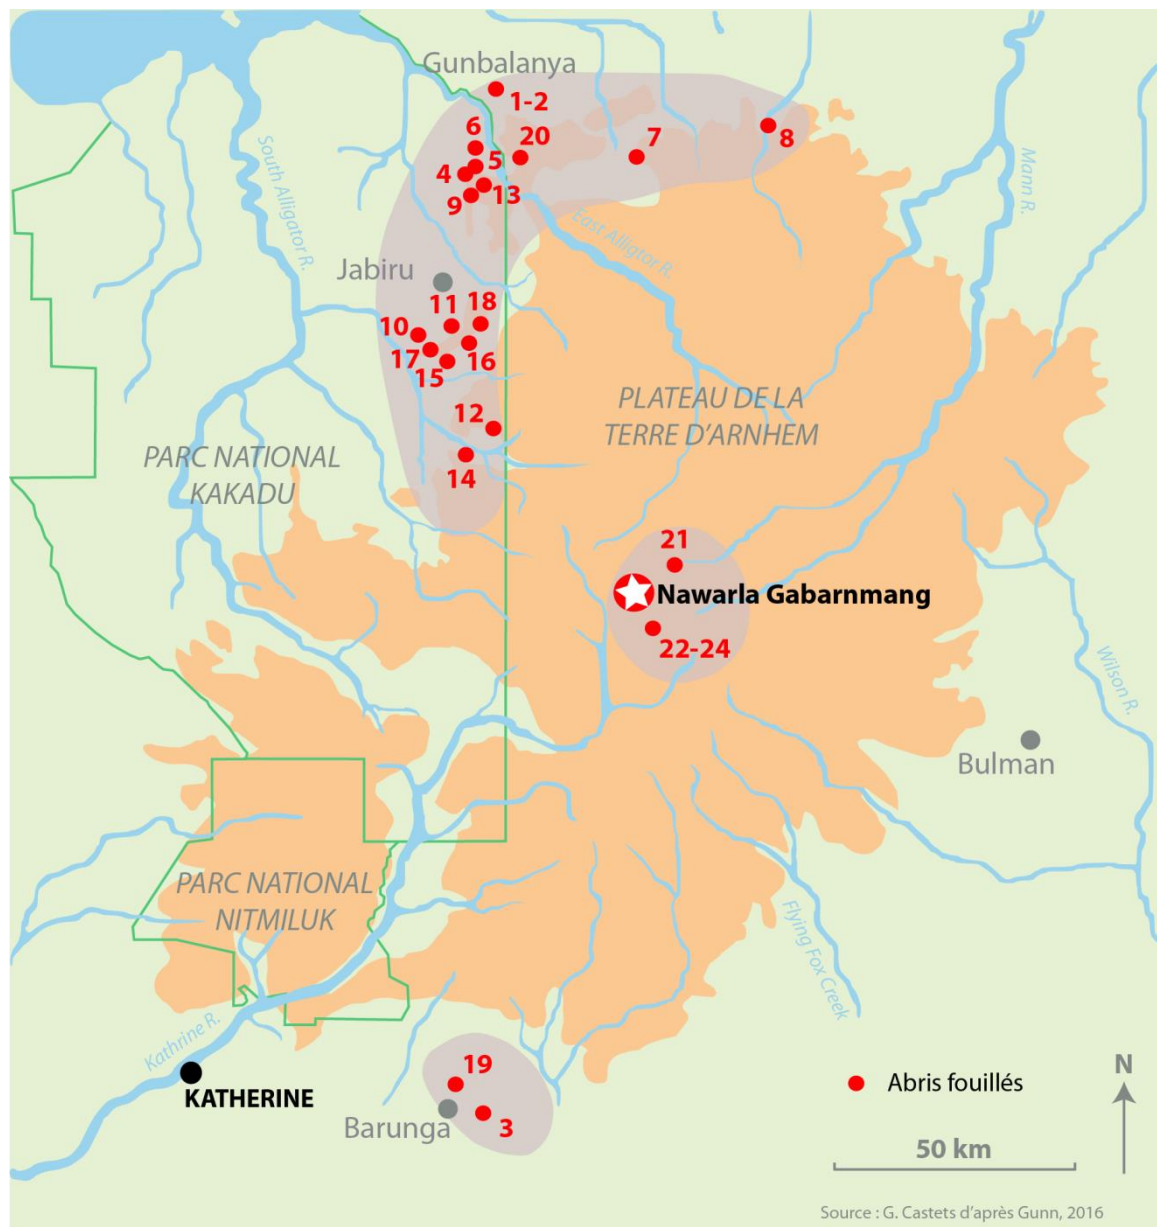 Gunbalanya
1-2
6
20
7
8
5
4
13
9
South Alligator R.
Mann R.
East Alligtor R.
Jabiru
11
18
10
17
16
15
12
14
PLATEAU DE LA
TERRE D'ARNHEM
PARC NATIONAL
KAKADU
21
Nawarla Gabarnmang
22-24
Wilson R.
Bulman
PARC NATIONAL
NITMILUK
Flying Fox Creek
Kathrine R.
KATHERINE
19
Barunga
3
Abris fouillés
N
50 km
Source : G. Castets d'après Gunn, 2016